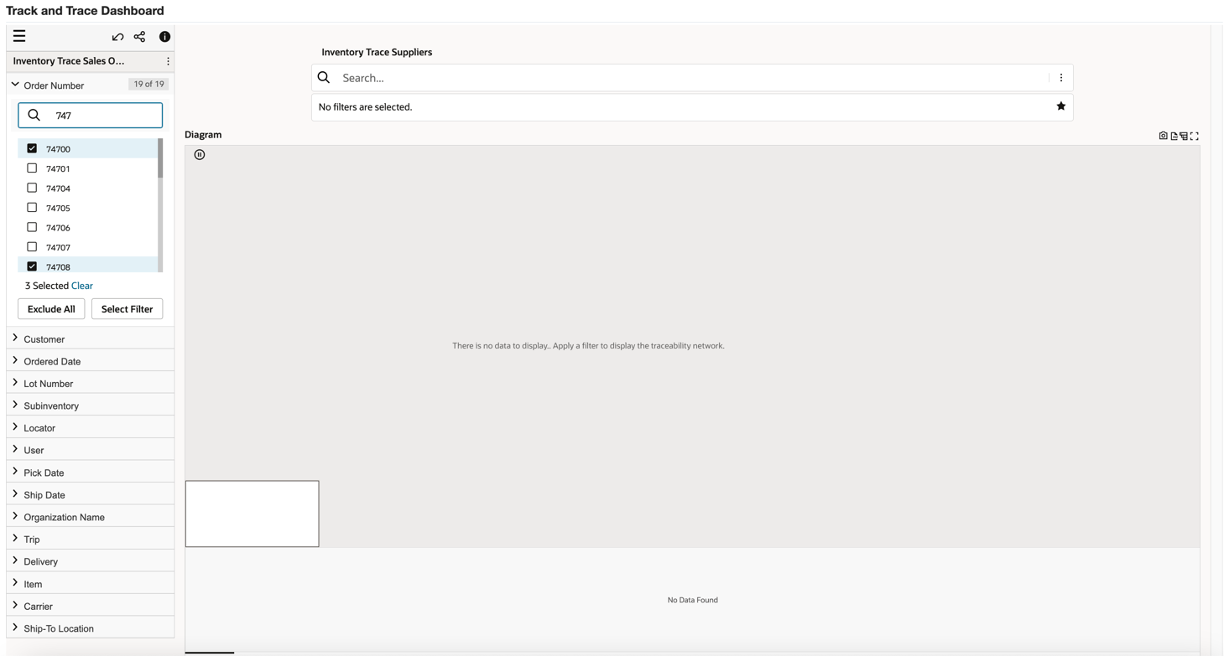 Track and Trace Dashboard
Inventory Trace Sales O...
Order Number 19 of 19
747
74700
74701
74704
74705
74706
74707
74708
3 Selected Clear
Exclude All Select Filter
Customer
Ordered Date
Lot Number
Subinventory
Locator
User
Pick Date
Ship Date
Organization Name
Trip
Delivery
Item
Carrier
Ship-To Location
Inventory Trace Suppliers
Search...
No filters are selected.
Diagram
There is no data to display.. Apply a filter to display the traceability network.
No Data Found